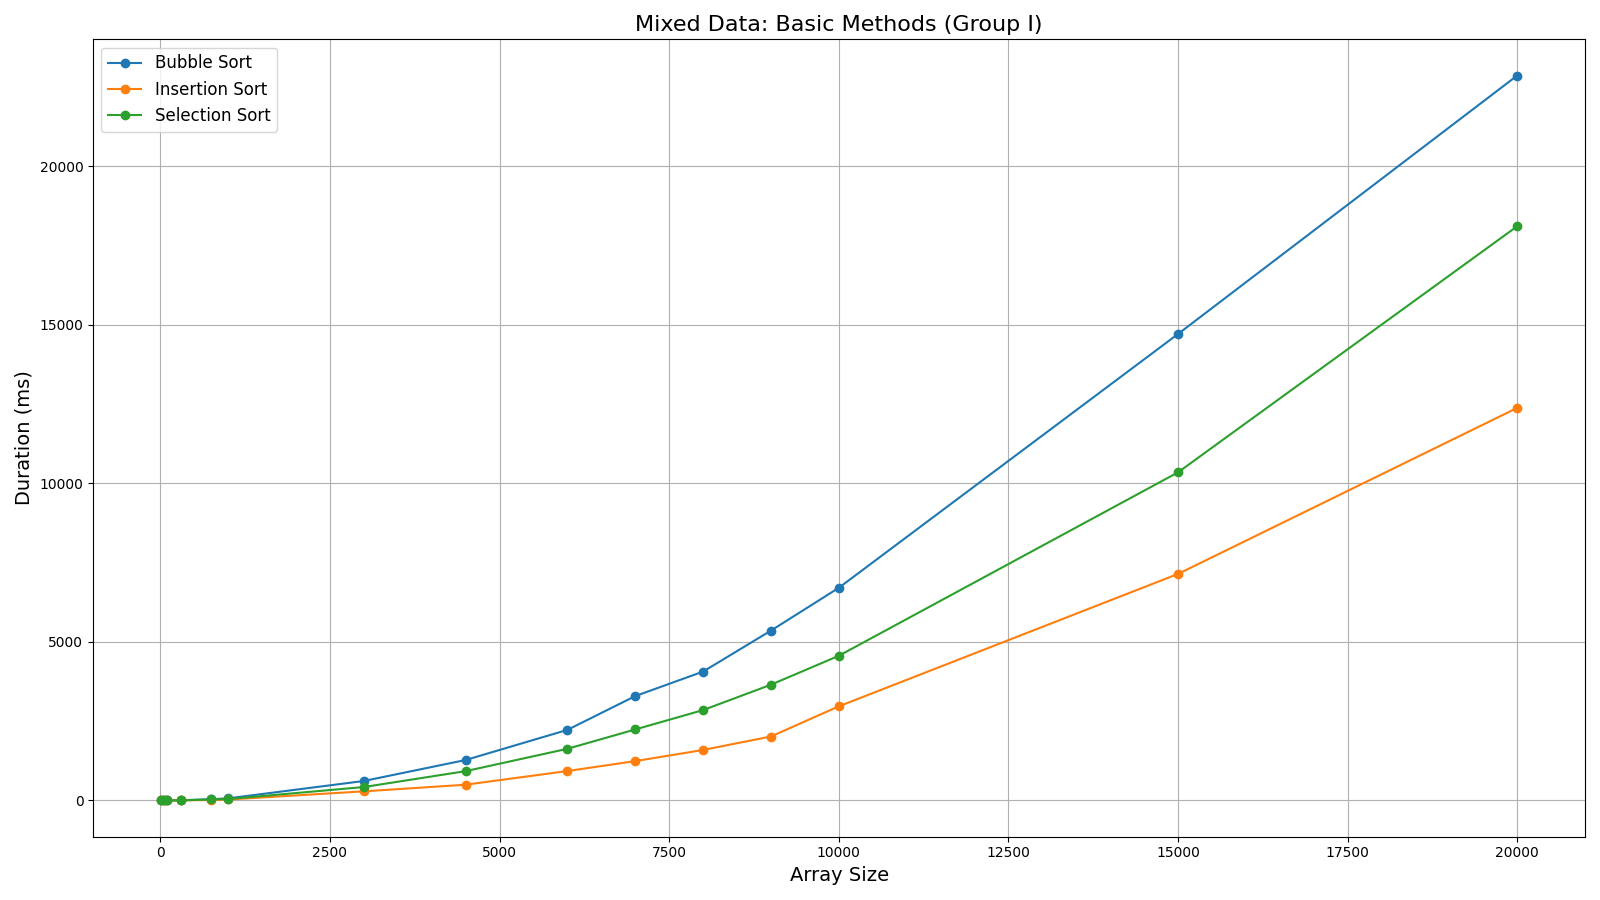 Mixed Data: Basic Methods (Group I)
Bubble Sort
Insertion Sort
Selection Sort
Duration (ms)
20000
15000
10000
5000
0
0 2500 5000 7500 10000 12500 15000 17500 20000
Array Size